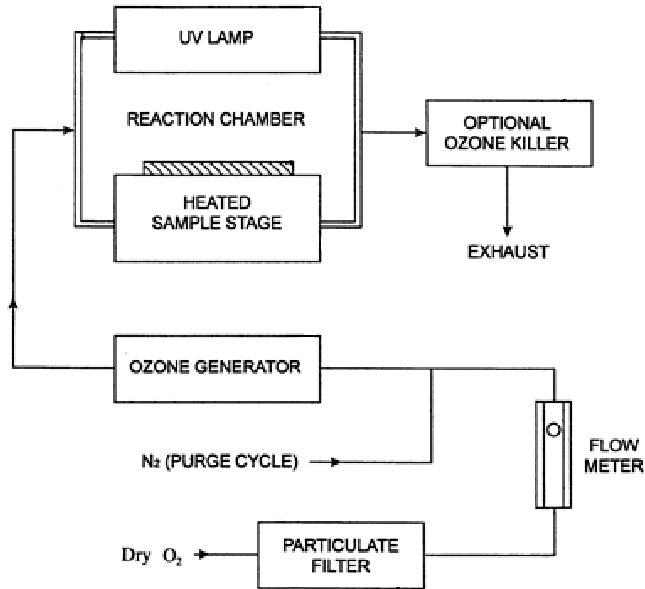 UV LAMP
REACTION CHAMBER
HEATED
SAMPLE STAGE
OPTIONAL
OZONE KILLER
EXHAUST
OZONE GENERATOR
N₂ (PURGE CYCLE)
FLOW
METER
Dry O₂
PARTICULATE
FILTER